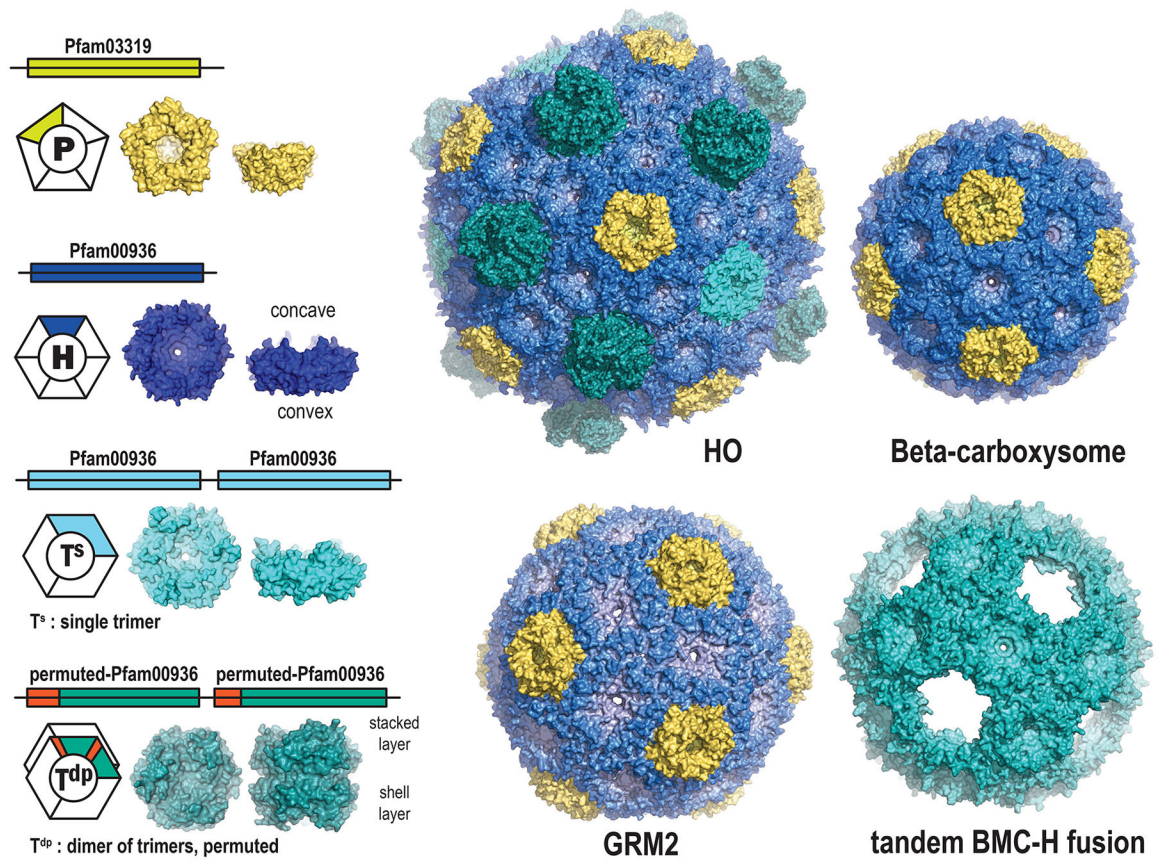 Pfam03319
P
Pfam00936
H
concave
convex
Pfam00936 Pfam00936
Tˢ
Tˢ : single trimer
permuted-Pfam00936 permuted-Pfam00936
stacked
layer
Tᵈᵖ
shell
layer
Tᵈᵖ : dimer of trimers, permuted
HO
Beta-carboxysome
GRM2
tandem BMC-H fusion